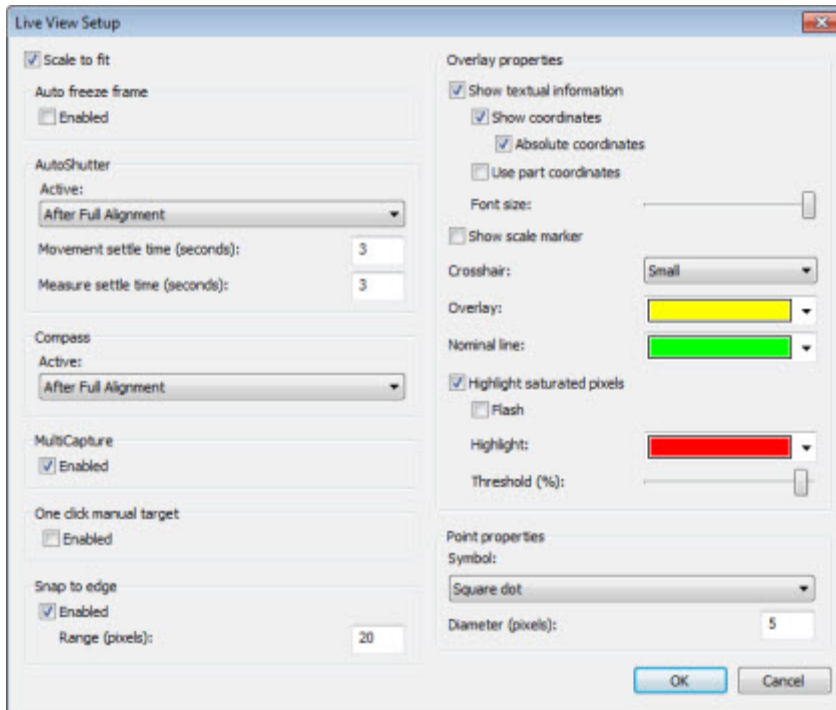 Live View Setup
Scale to fit
Auto freeze frame
Enabled
AutoShutter
Active:
After Full Alignment
Movement settle time (seconds): 3
Measure settle time (seconds): 3
Compass
Active:
After Full Alignment
MultiCapture
Enabled
One click manual target
Enabled
Snap to edge
Enabled
Range (pixels): 20
Overlay properties
Show textual information
Show coordinates
Absolute coordinates
Use part coordinates
Font size:
Show scale marker
Crosshair: Small
Overlay:
Nominal line:
Highlight saturated pixels
Flash
Highlight:
Threshold (%):
Point properties
Symbol:
Square dot
Diameter (pixels): 5
OK Cancel